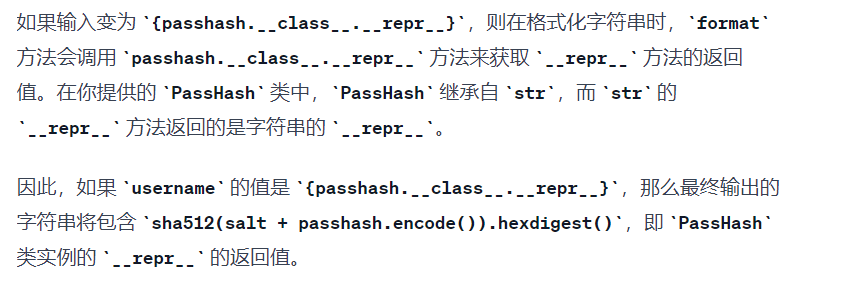 如果输入变为 `{passhash.__class__.__repr__}`，则在格式化字符串时，`format`
方法会调用 `passhash.__class__.__repr__` 方法来获取 `__repr__` 方法的返回
值。在你提供的 `PassHash` 类中，`PassHash` 继承自 `str`，而 `str` 的
`__repr__` 方法返回的是字符串的 `__repr__`。
因此，如果 `username` 的值是 `{passhash.__class__.__repr__}`，那么最终输出的
字符串将包含 `sha512(salt + passhash.encode()).hexdigest()`，即 `PassHash`
类实例的 `__repr__` 的返回值。